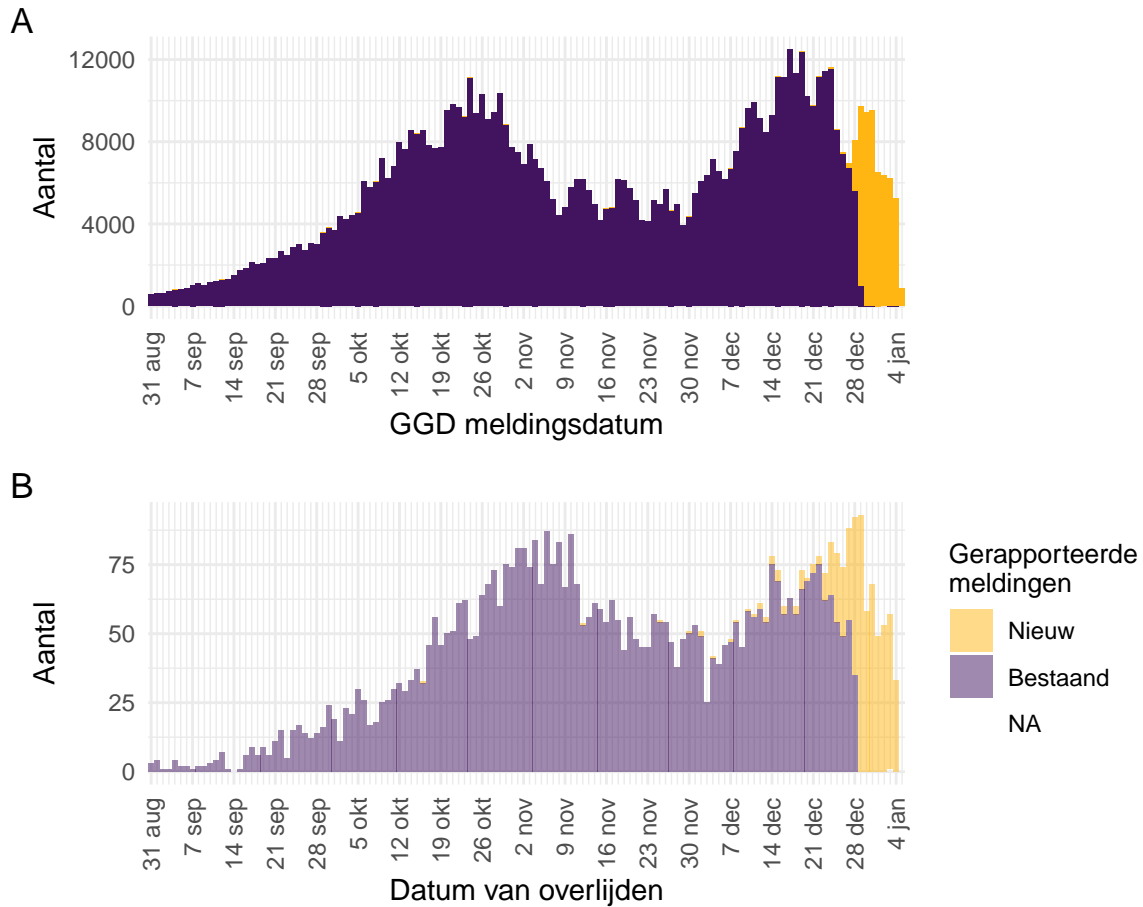 A
Aantal
12000
8000
4000
0
31 aug
7 sep
14 sep
21 sep
28 sep
5 okt
12 okt
19 okt
26 okt
2 nov
9 nov
16 nov
23 nov
30 nov
7 dec
14 dec
21 dec
28 dec
4 jan
GGD meldingsdatum
B
Aantal
75
50
25
0
31 aug
7 sep
14 sep
21 sep
28 sep
5 okt
12 okt
19 okt
26 okt
2 nov
9 nov
16 nov
23 nov
30 nov
7 dec
14 dec
21 dec
28 dec
4 jan
Datum van overlijden
Gerapporteerde
meldingen
Nieuw
Bestaand
NA